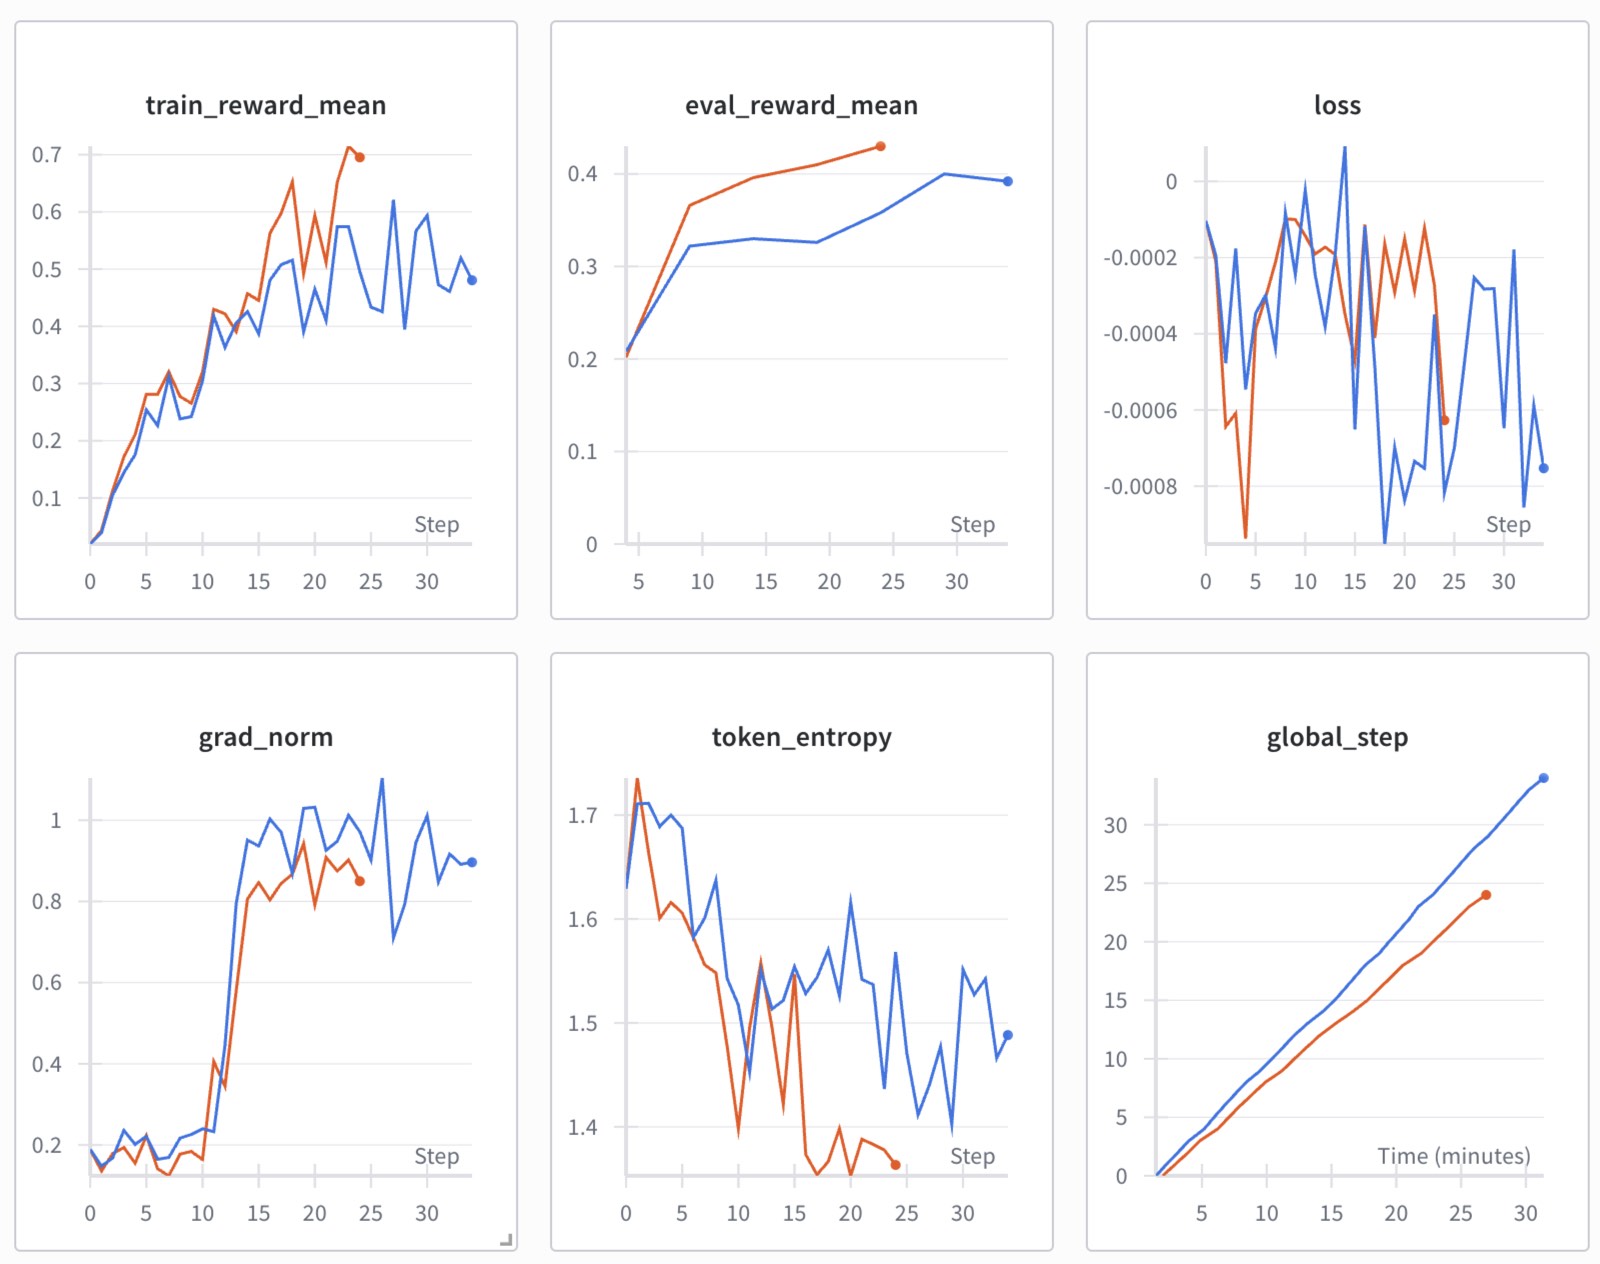 train_reward_mean
0.7
0.6
0.5
0.4
0.3
0.2
0.1
Step
0 5 10 15 20 25 30
eval_reward_mean
0.4
0.3
0.2
0.1
0
Step
5 10 15 20 25 30
loss
0
-0.0002
-0.0004
-0.0006
-0.0008
Step
0 5 10 15 20 25 30
grad_norm
1
0.8
0.6
0.4
0.2
Step
0 5 10 15 20 25 30
token_entropy
1.7
1.6
1.5
1.4
Step
0 5 10 15 20 25 30
global_step
30
25
20
15
10
5
0
Time (minutes)
5 10 15 20 25 30